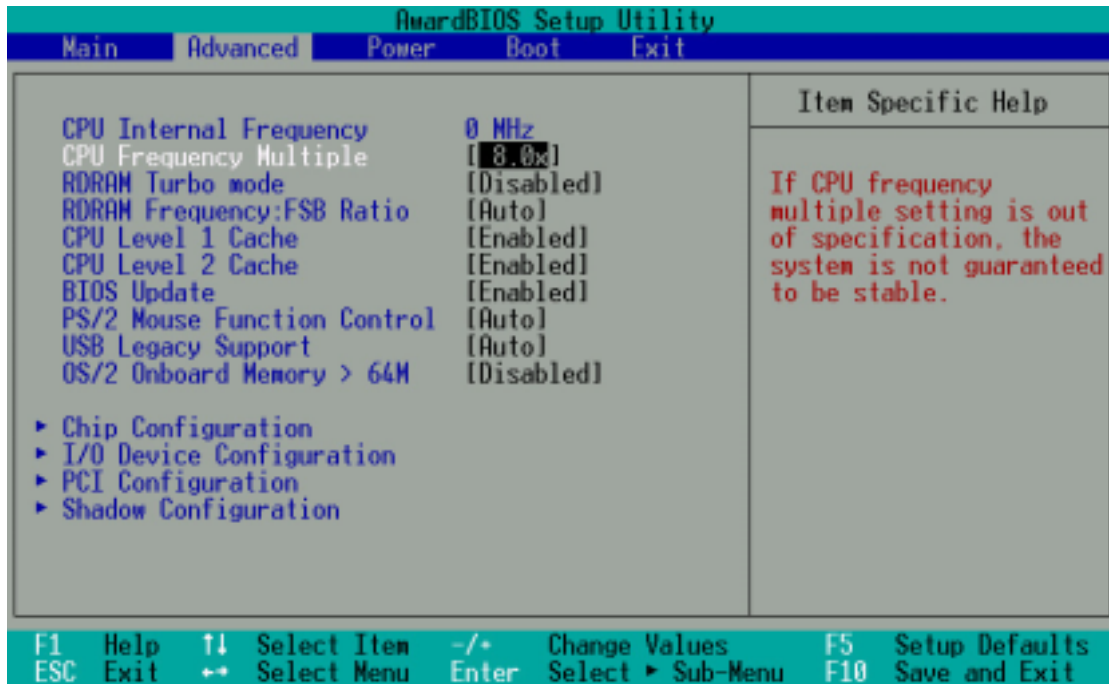 AwardBIOS Setup Utility
Main Advanced Power Boot Exit
CPU Internal Frequency 0 MHz
CPU Frequency Multiple [ 8.0x]
RDRAM Turbo mode [Disabled]
RDRAM Frequency:FSB Ratio [Auto]
CPU Level 1 Cache [Enabled]
CPU Level 2 Cache [Enabled]
BIOS Update [Enabled]
PS/2 Mouse Function Control [Auto]
USB Legacy Support [Auto]
OS/2 Onboard Memory > 64M [Disabled]
▸ Chip Configuration
▸ I/O Device Configuration
▸ PCI Configuration
▸ Shadow Configuration
Item Specific Help
If CPU frequency
multiple setting is out
of specification, the
system is not guaranteed
to be stable.
F1 Help ↑↓ Select Item -/+ Change Values F5 Setup Defaults
ESC Exit ←→ Select Menu Enter Select ▸ Sub-Menu F10 Save and Exit